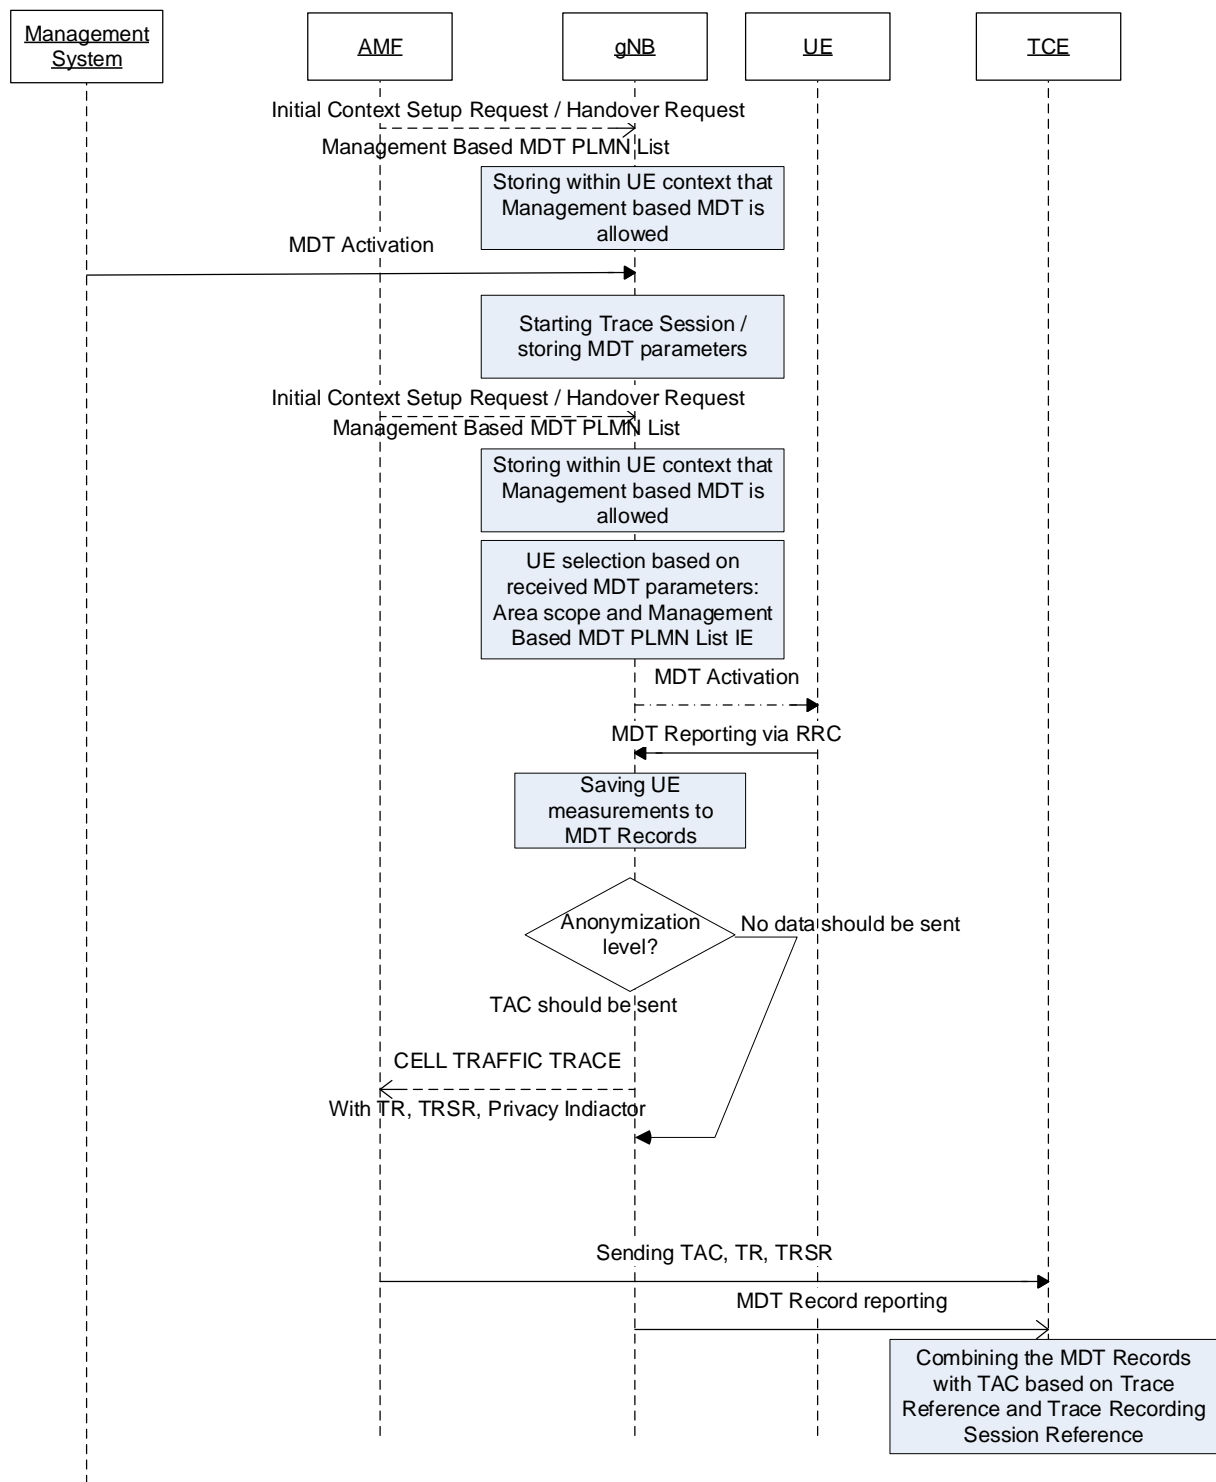 Management
System
AMF
gNB
UE
TCE
Initial Context Setup Request / Handover Request
Management Based MDT PLMN List
Storing within UE context that
Management based MDT is
allowed
MDT Activation
Starting Trace Session /
storing MDT parameters
Initial Context Setup Request / Handover Request
Management Based MDT PLMN List
Storing within UE context that
Management based MDT is
allowed
UE selection based on
received MDT parameters:
Area scope and Management
Based MDT PLMN List IE
MDT Activation
MDT Reporting via RRC
Saving UE
measurements to
MDT Records
Anonymization
level?
No data should be sent
TAC should be sent
CELL TRAFFIC TRACE
With TR, TRSR, Privacy Indiactor
Sending TAC, TR, TRSR
MDT Record reporting
Combining the MDT Records
with TAC based on Trace
Reference and Trace Recording
Session Reference